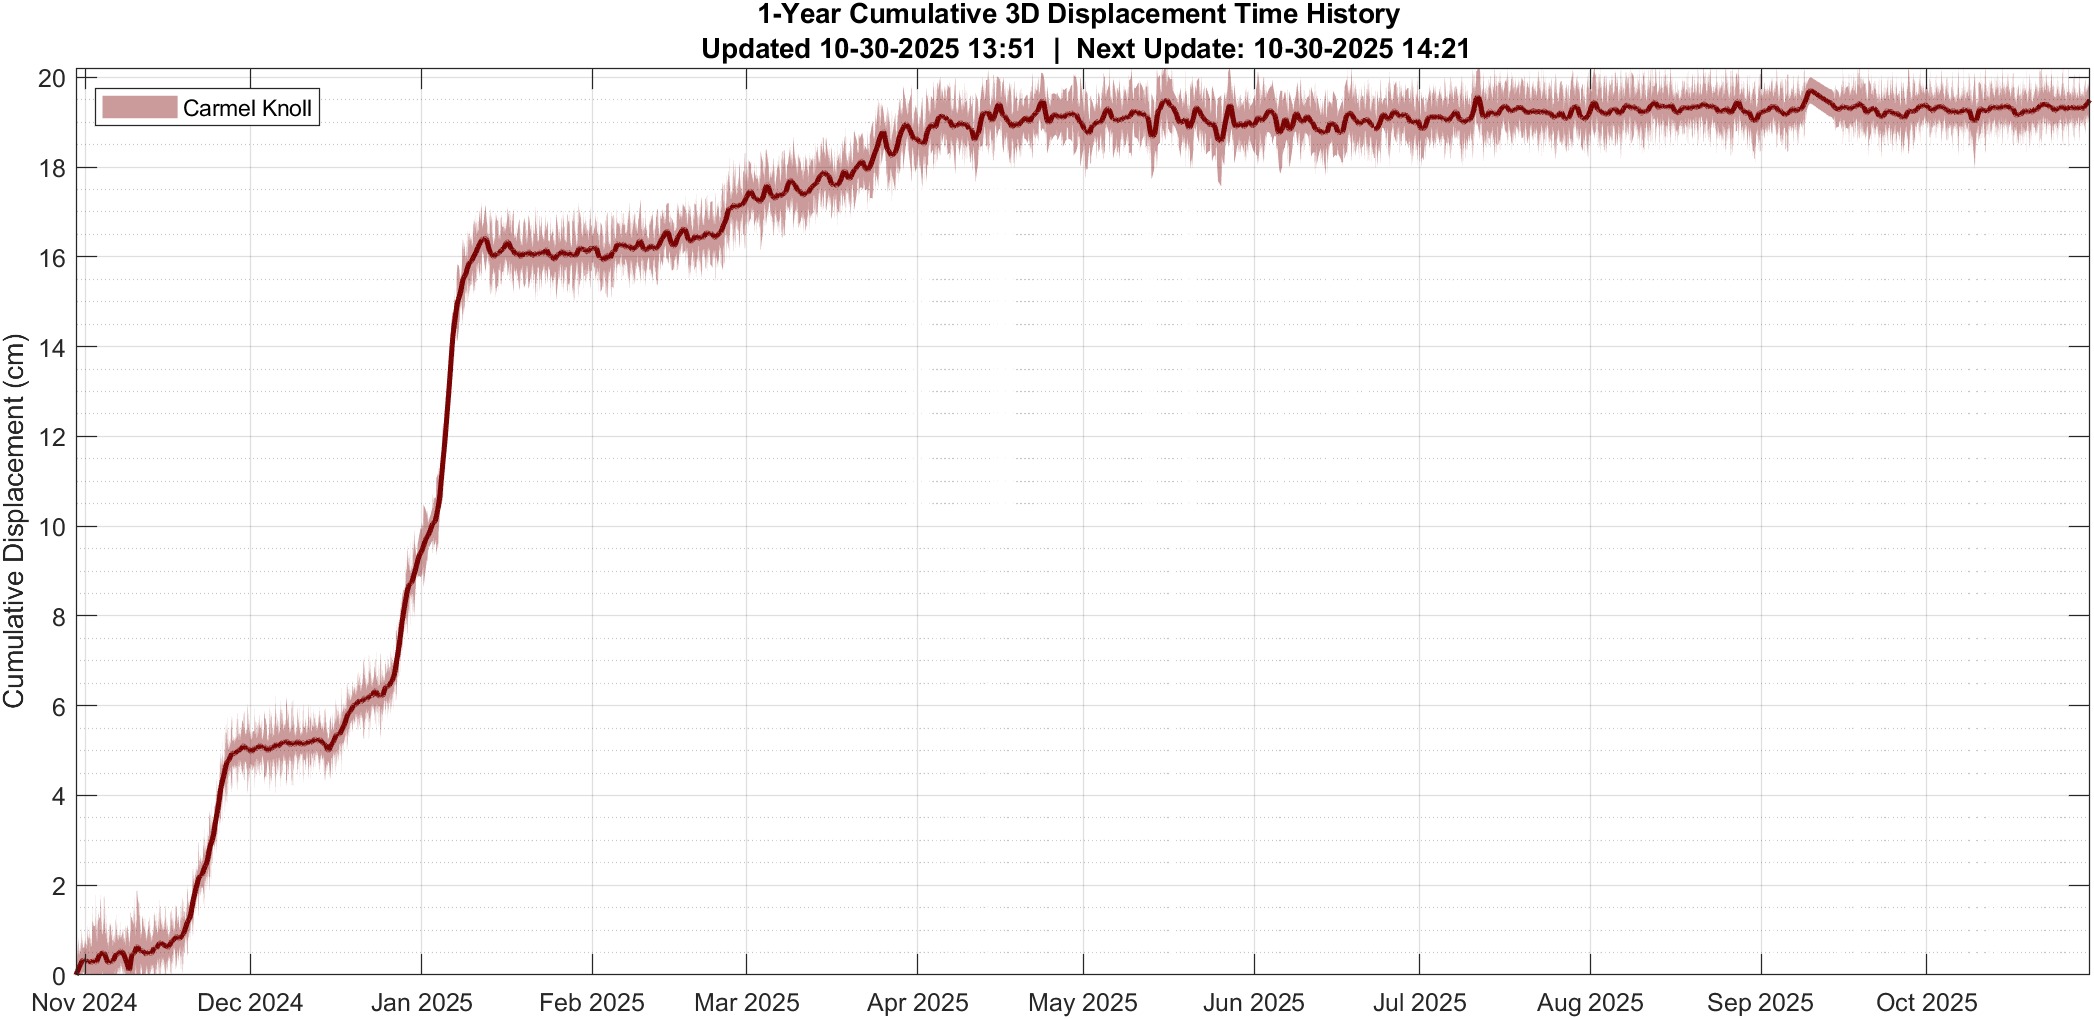 1-Year Cumulative 3D Displacement Time History
Updated 10-30-2025 13:51 | Next Update: 10-30-2025 14:21
Carmel Knoll
Cumulative Displacement (cm)
20
18
16
14
12
10
8
6
4
2
0
Nov 2024 Dec 2024 Jan 2025 Feb 2025 Mar 2025 Apr 2025 May 2025 Jun 2025 Jul 2025 Aug 2025 Sep 2025 Oct 2025